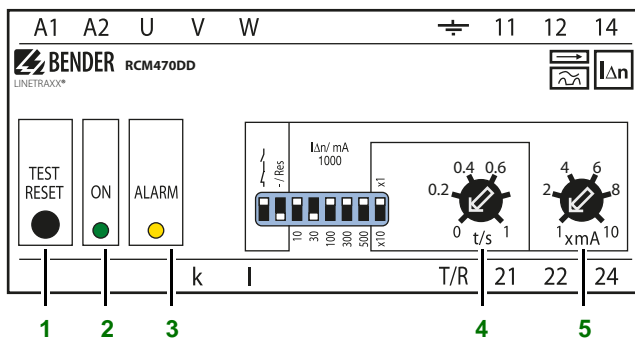 A1 A2 U V W 11 12 14
BENDER RCM470DD
LINETRAXX®
IΔn
TEST
RESET
ON
ALARM
- / Res
IΔn/ mA
1000
10
30
100
300
500
x1
x10
0 0.2 0.4 0.6 1
t/s
1 2 4 6 8 10
xmA
k l T/R 21 22 24
1 2 3 4 5